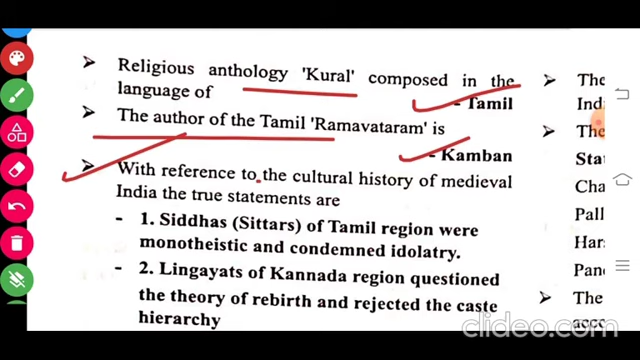 ➤ Religious anthology 'Kural' composed in the
language of
- Tamil
➤ The author of the Tamil 'Ramavataram' is
- Kamban
➤ With reference to the cultural history of medieval
India the true statements are
- 1. Siddhas (Sittars) of Tamil region were
monotheistic and condemned idolatry.
- 2. Lingayats of Kannada region questioned
the theory of rebirth and rejected the caste
hierarchy
➤ The
Indi
➤ The
Stat
Cha
Pall
Har
Pan
➤ The
acco
clideo.com